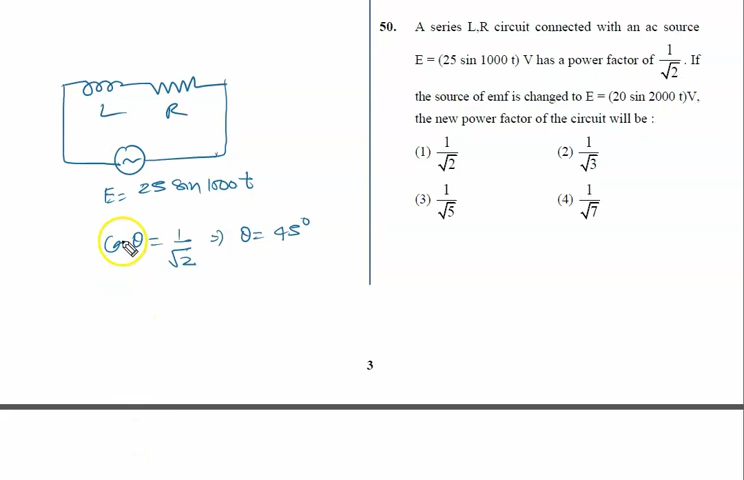 L R
E = 25 sin 1000 t
Cos θ = 1/√2 ⇒ θ = 45°
50. A series L,R circuit connected with an ac source
E = (25 sin 1000 t) V has a power factor of 1/√2. If
the source of emf is changed to E = (20 sin 2000 t)V,
the new power factor of the circuit will be :
(1) 1/√2 (2) 1/√3
(3) 1/√5 (4) 1/√7
3